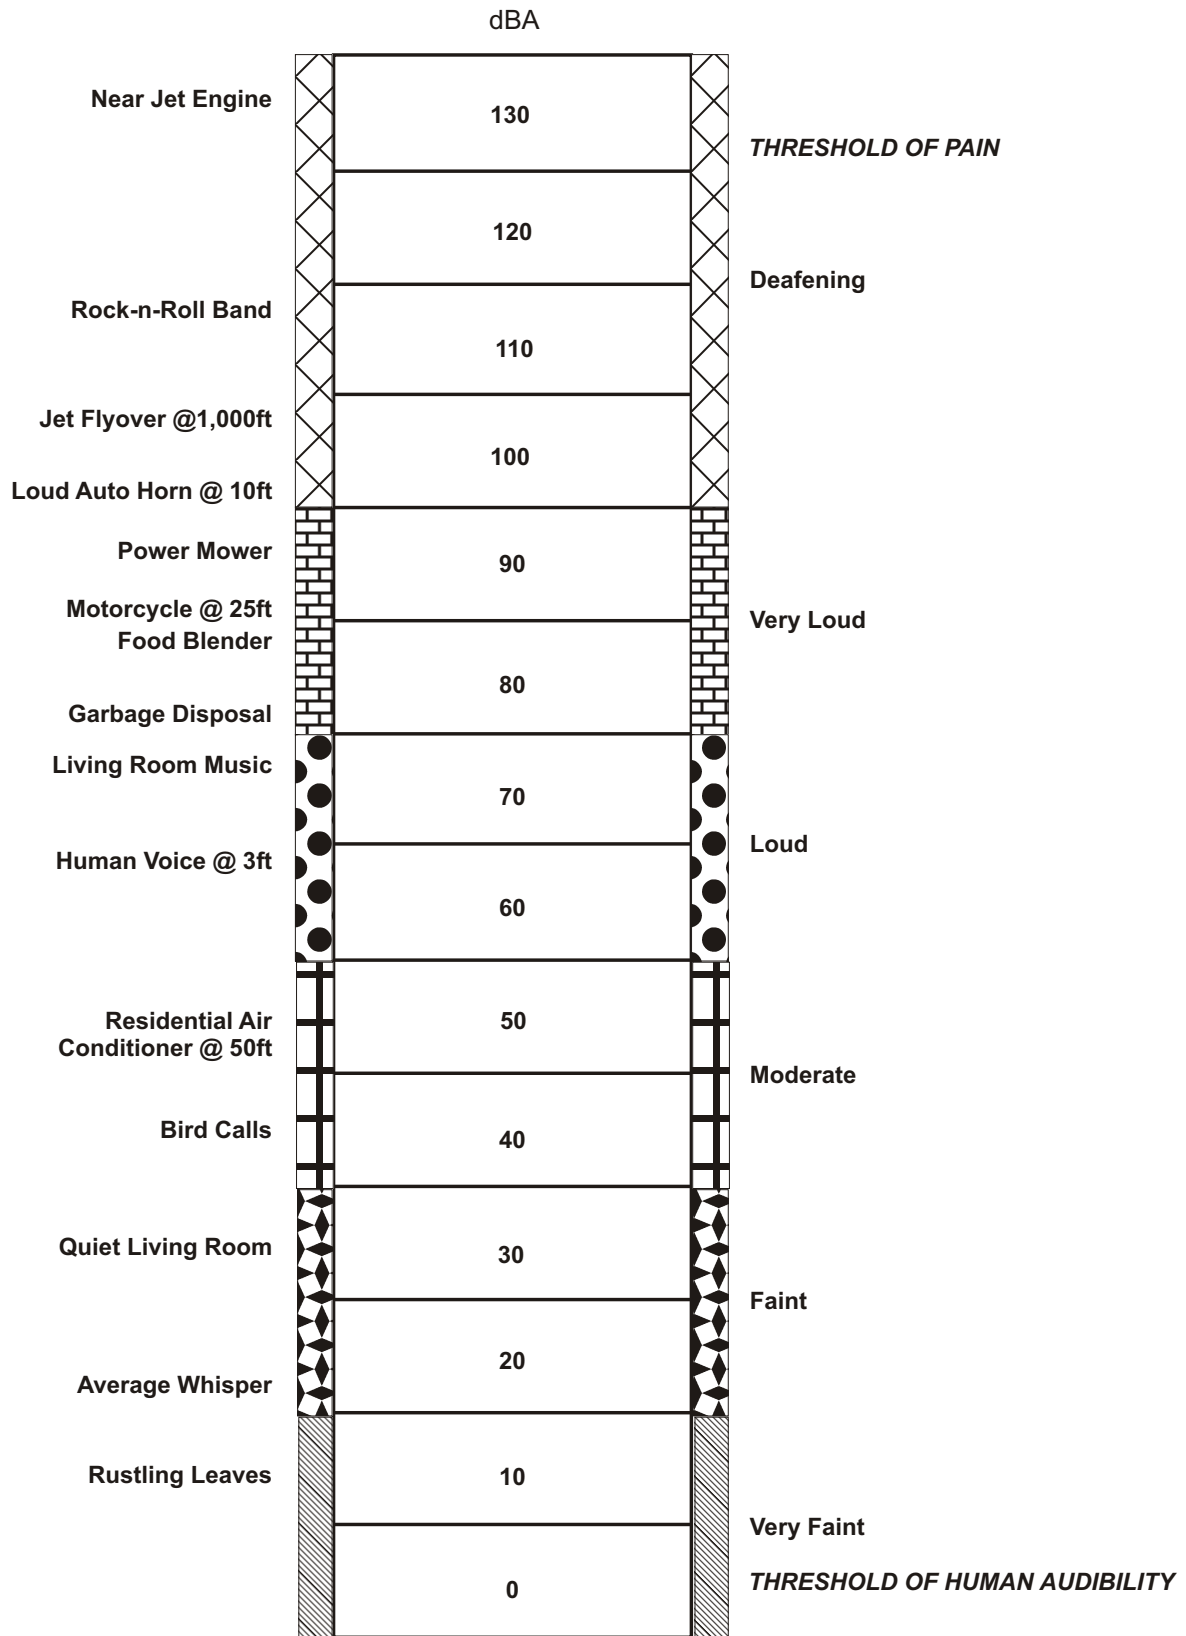 dBA
Near Jet Engine
130
THRESHOLD OF PAIN
120
Deafening
Rock-n-Roll Band
110
Jet Flyover @1,000ft
100
Loud Auto Horn @ 10ft
Power Mower
90
Motorcycle @ 25ft
Very Loud
Food Blender
80
Garbage Disposal
Living Room Music
70
Loud
Human Voice @ 3ft
60
Residential Air
50
Conditioner @ 50ft
Moderate
Bird Calls
40
Quiet Living Room
30
Faint
20
Average Whisper
Rustling Leaves
10
Very Faint
THRESHOLD OF HUMAN AUDIBILITY
0